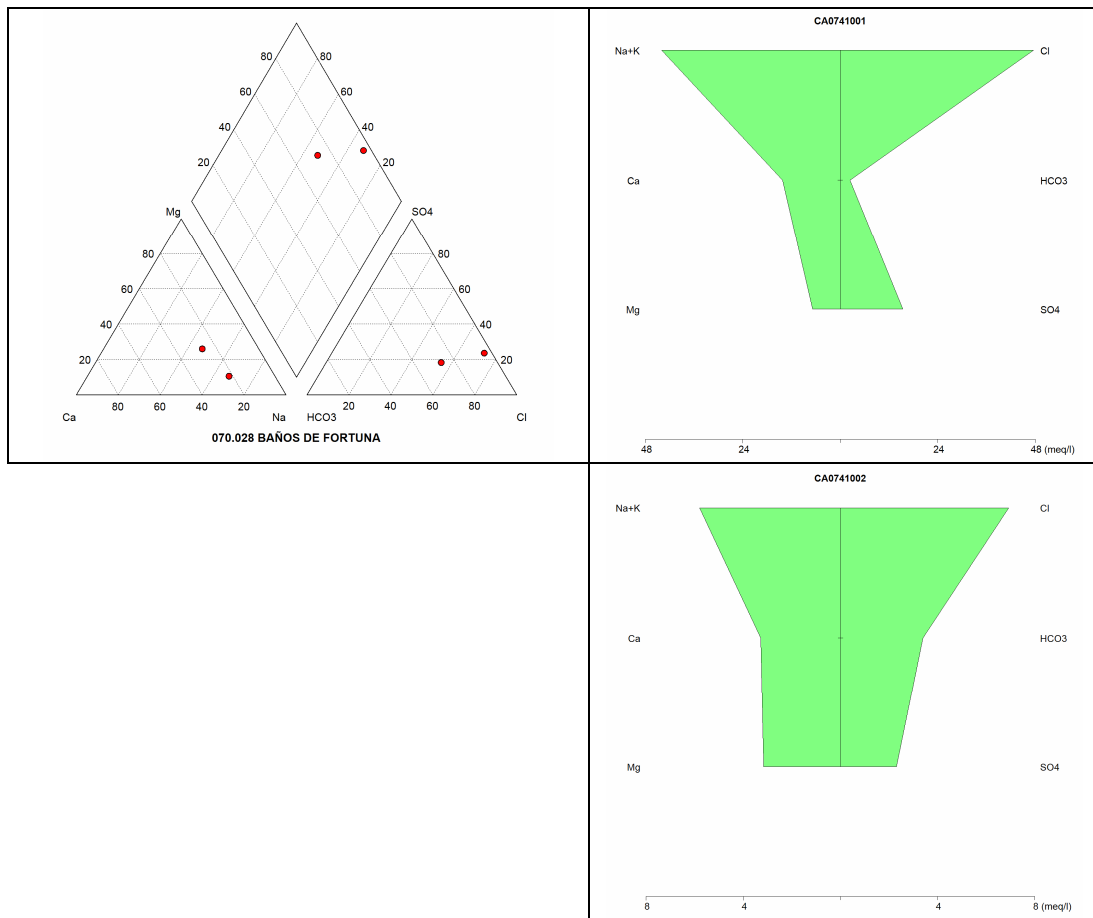 80 80
60 60
40 40
20 20
Mg SO4
80 80
60 60
40 40
20 20
Ca 80 60 40 20 Na HCO3 20 40 60 80 Cl
070.028 BAÑOS DE FORTUNA
CA0741001
Na+K Cl
Ca HCO3
Mg SO4
48 24 24 48 (meq/l)
CA0741002
Na+K Cl
Ca HCO3
Mg SO4
8 4 4 8 (meq/l)